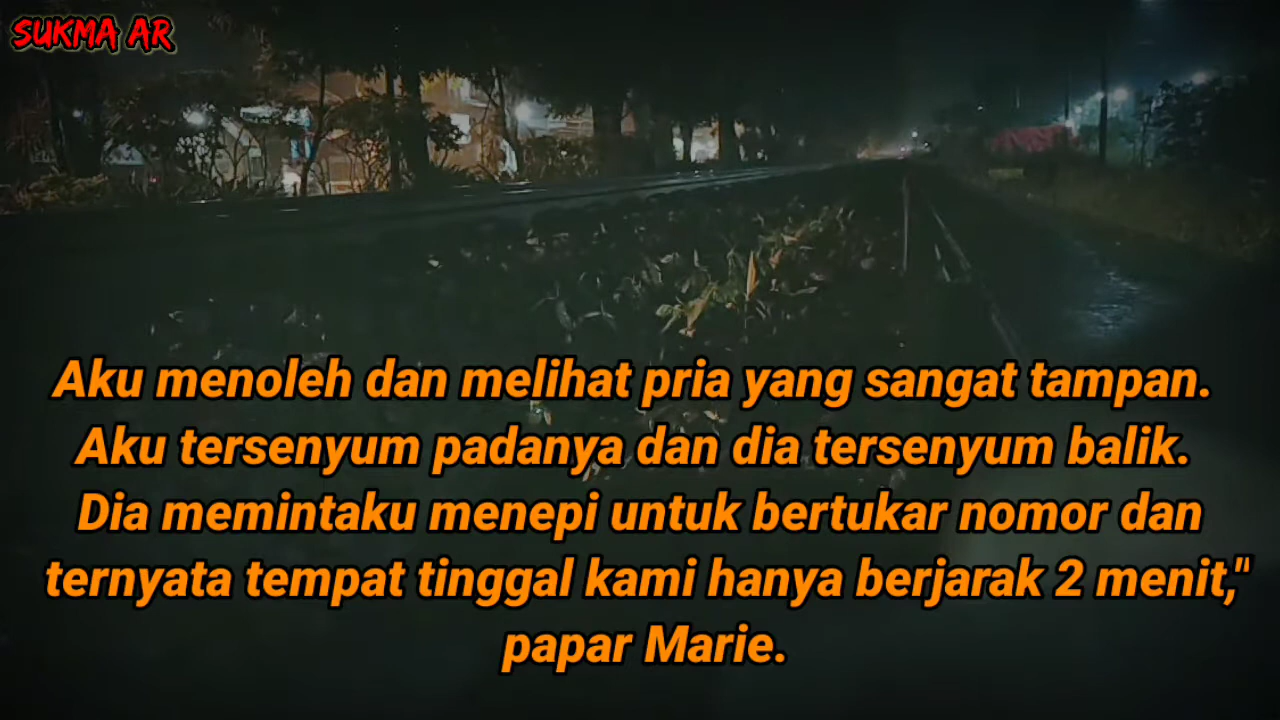 SUKMA AR
Aku menoleh dan melihat pria yang sangat tampan.
Aku tersenyum padanya dan dia tersenyum balik.
Dia memintaku menepi untuk bertukar nomor dan
ternyata tempat tinggal kami hanya berjarak 2 menit,"
papar Marie.